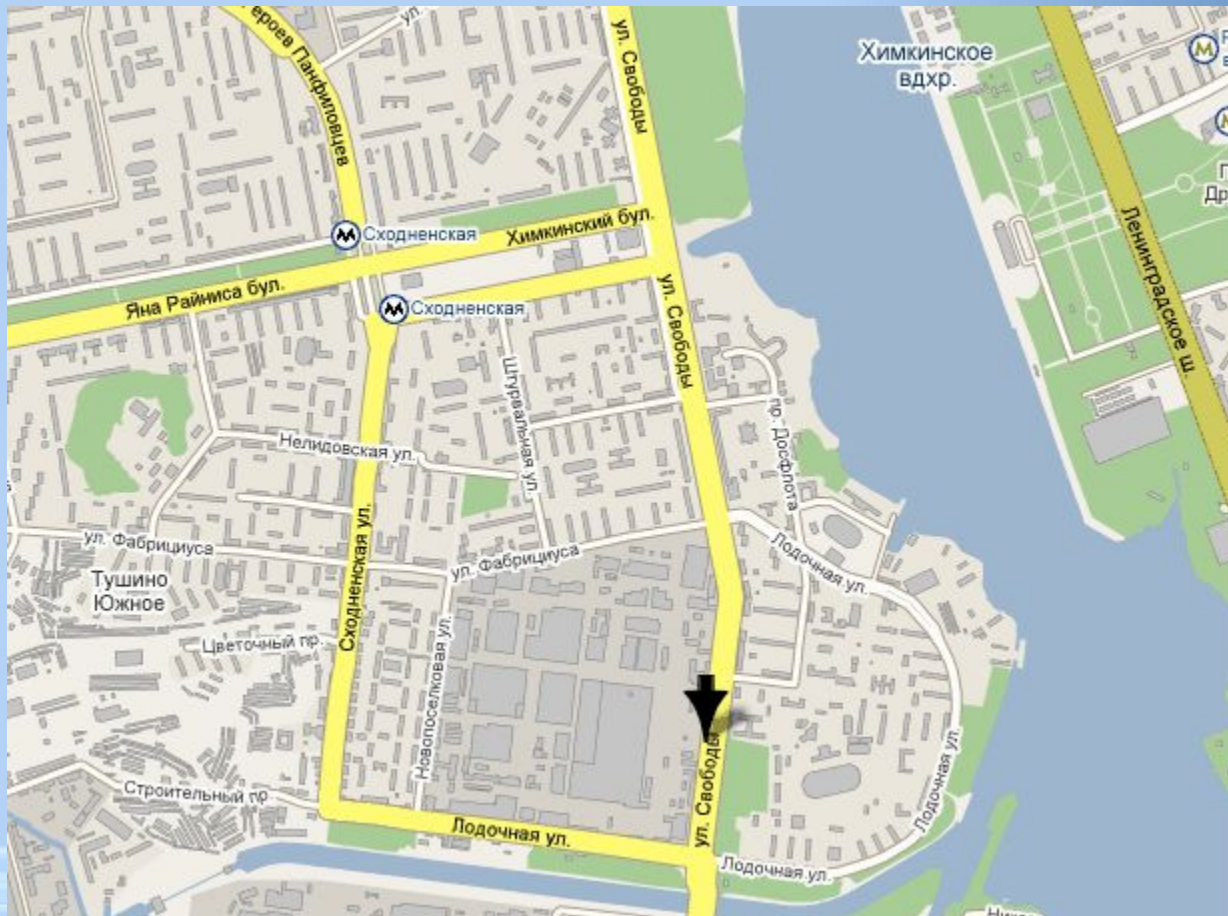 Героев Панфиловцев
ул.
ул. Свободы
Химкинское
вдхр.
Сходненская
Химкинский бул.
Яна Райниса бул.
Сходненская
ул. Свободы
Ленинградское ш.
Штурвальная ул.
пр. Досфлота
Нелидовская ул.
ул. Фабрициуса
ул. Фабрициуса
Лодочная ул.
Тушино
Южное
Сходненская ул.
Цветочный пр.
Новопоселковая ул.
Строительный пр
Лодочная ул.
ул. Свободы
Лодочная ул.
Лодочная ул.